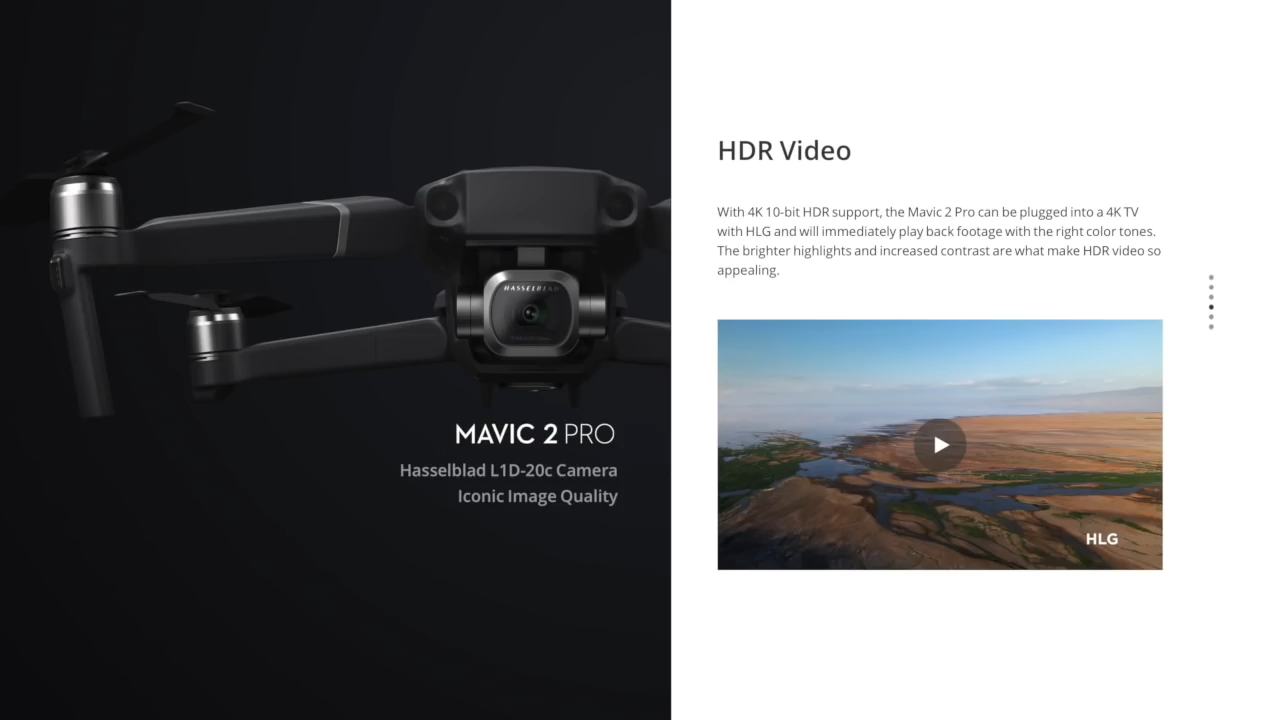 HASSELBLAD
MAVIC 2 PRO
Hasselblad L1D-20c Camera
Iconic Image Quality
HDR Video
With 4K 10-bit HDR support, the Mavic 2 Pro can be plugged into a 4K TV
with HLG and will immediately play back footage with the right color tones.
The brighter highlights and increased contrast are what make HDR video so
appealing.
HLG